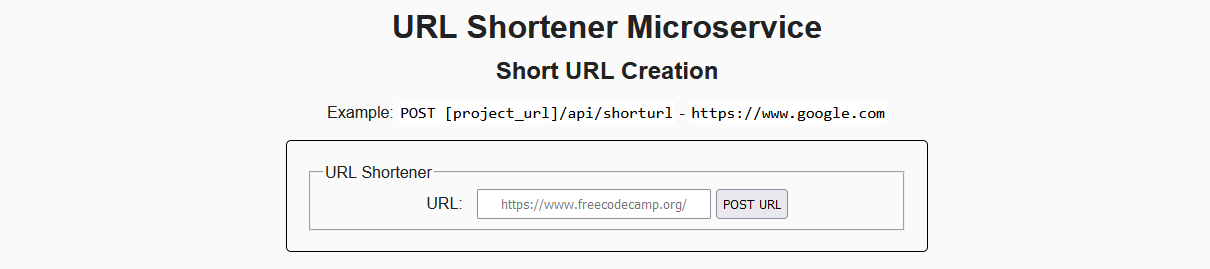 URL Shortener Microservice
Short URL Creation
Example: POST [project_url]/api/shorturl - https://www.google.com
URL Shortener
URL: https://www.freecodecamp.org/ POST URL